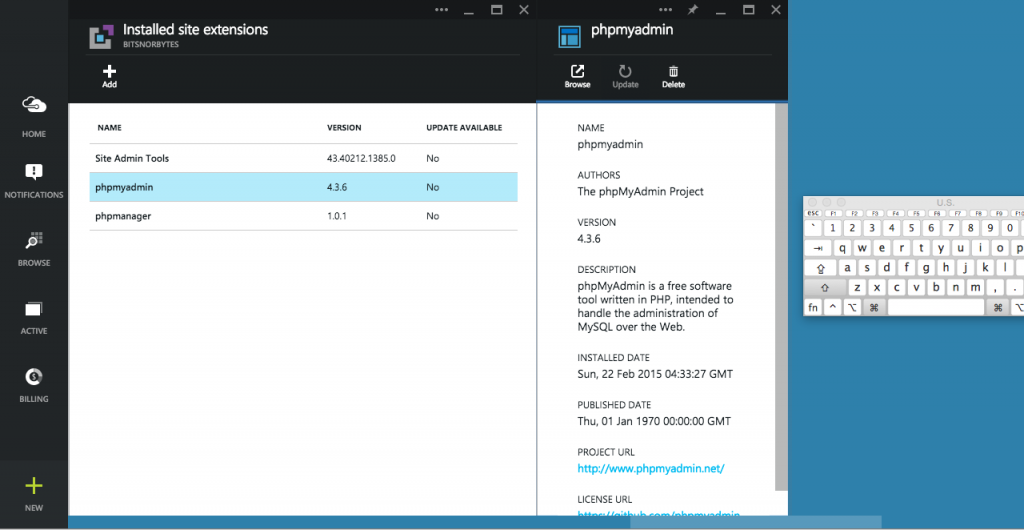 Installed site extensions
BITSNORBYTES
Add
NAME VERSION UPDATE AVAILABLE
Site Admin Tools 43.40212.1385.0 No
phpmyadmin 4.3.6 No
phpmanager 1.0.1 No
HOME
NOTIFICATIONS
BROWSE
ACTIVE
BILLING
NEW
phpmyadmin
Browse Update Delete
NAME
phpmyadmin
AUTHORS
The phpMyAdmin Project
VERSION
4.3.6
DESCRIPTION
phpMyAdmin is a free software
tool written in PHP, intended to
handle the administration of
MySQL over the Web.
INSTALLED DATE
Sun, 22 Feb 2015 04:33:27 GMT
PUBLISHED DATE
Thu, 01 Jan 1970 00:00:00 GMT
PROJECT URL
http://www.phpmyadmin.net/
LICENSE URL
https://github.com/phpmyadmin
U.S.
esc F1 F2 F3 F4 F5 F6 F7 F8 F9 F10
` 1 2 3 4 5 6 7 8 9 0
q w e r t y u i o p
a s d f g h j k l
z x c v b n m , .
fn ^ ⌥ ⌘ ⌘ ⌥